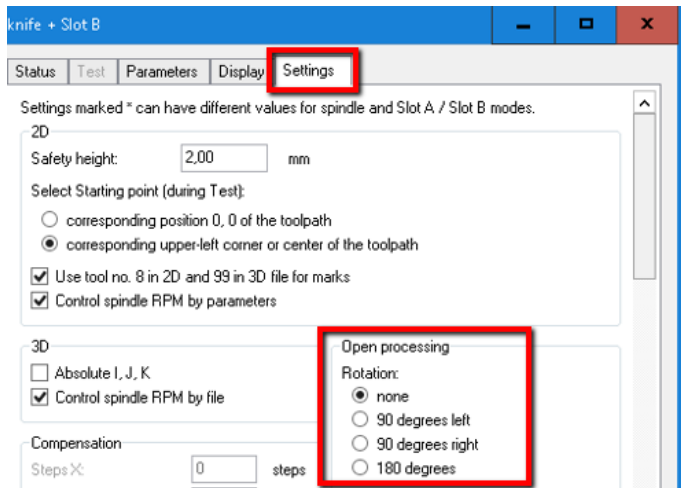 knife + Slot B
Status Test Parameters Display Settings
Settings marked * can have different values for spindle and Slot A / Slot B modes.
2D
Safety height: 2,00 mm
Select Starting point (during Test):
corresponding position 0, 0 of the toolpath
corresponding upper-left corner or center of the toolpath
Use tool no. 8 in 2D and 99 in 3D file for marks
Control spindle RPM by parameters
3D
Absolute I, J, K
Control spindle RPM by file
Open processing
Rotation:
none
90 degrees left
90 degrees right
180 degrees
Compensation
Steps X: 0 steps